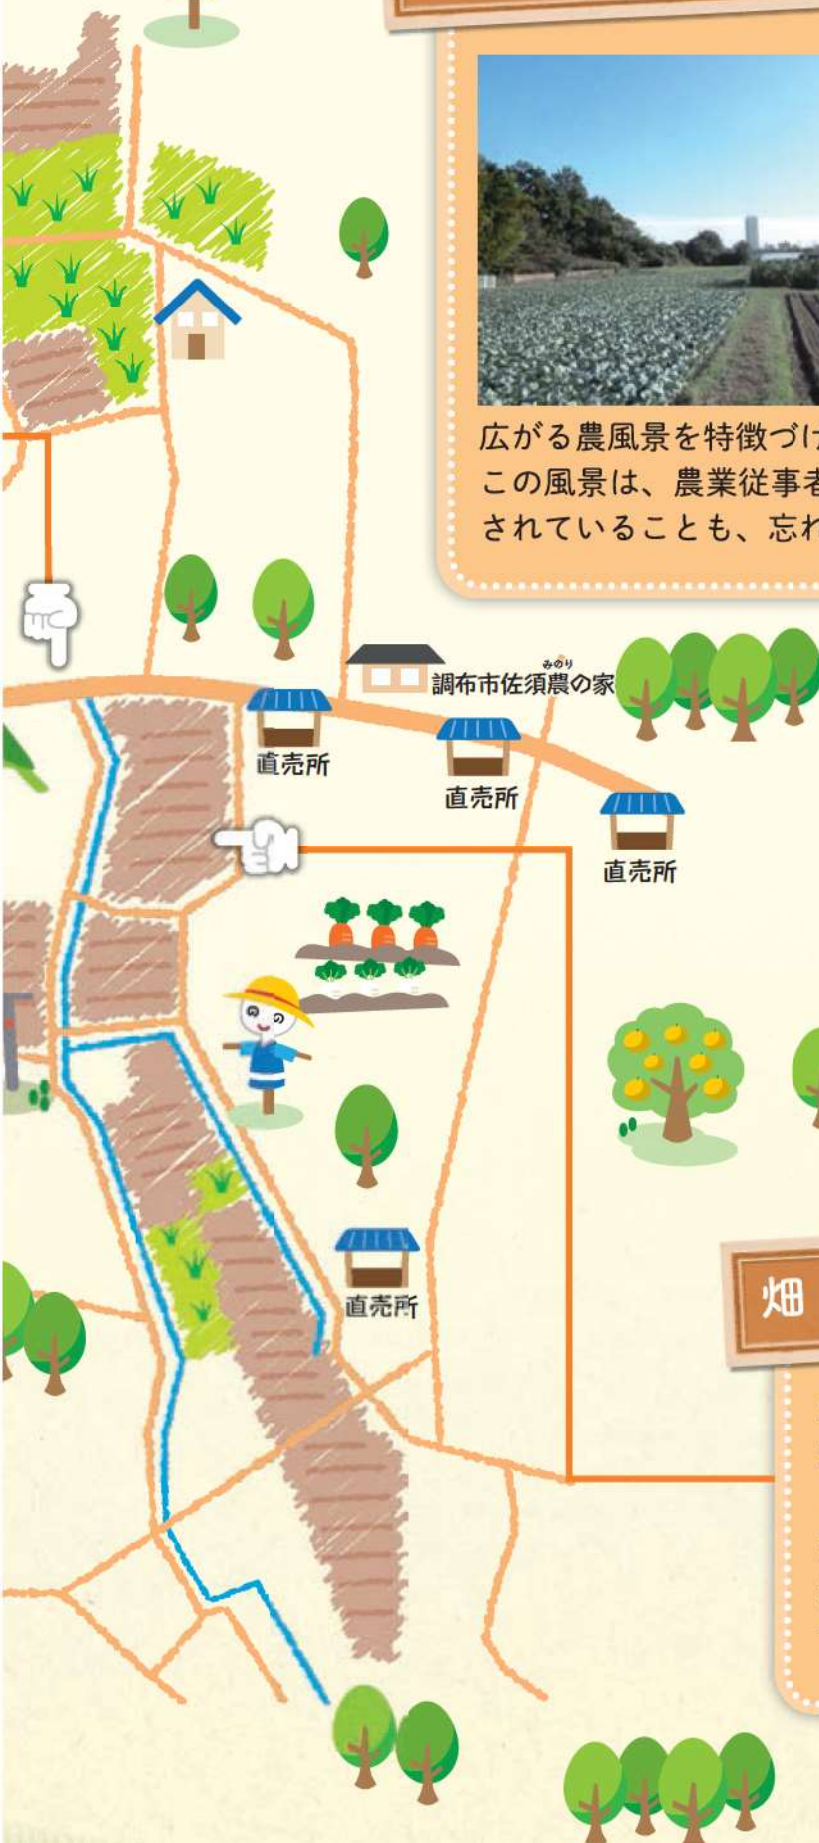 広がる農風景を特徴づけ
この風景は、農業従事者
されていることも、忘れ
みのり
調布市佐須農の家
直売所
直売所
直売所
直売所
畑